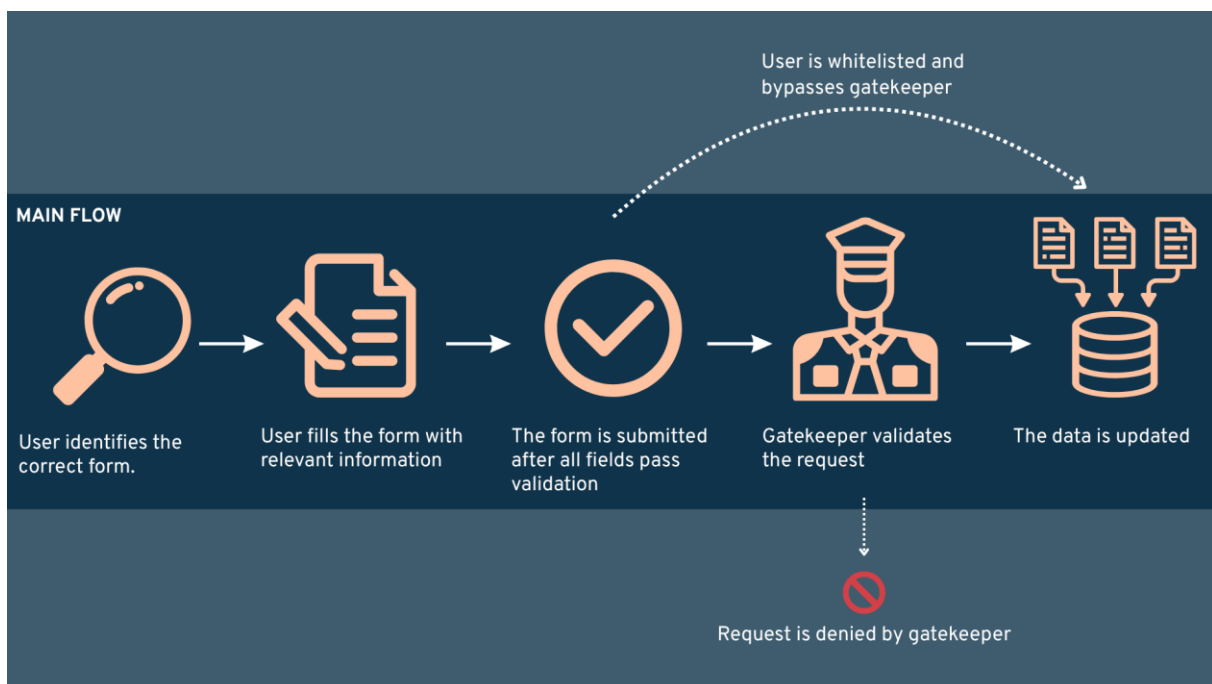 User is whitelisted and
bypasses gatekeeper
MAIN FLOW
User identifies the
correct form.
User fills the form with
relevant information
The form is submitted
after all fields pass
validation
Gatekeeper validates
the request
The data is updated
Request is denied by gatekeeper